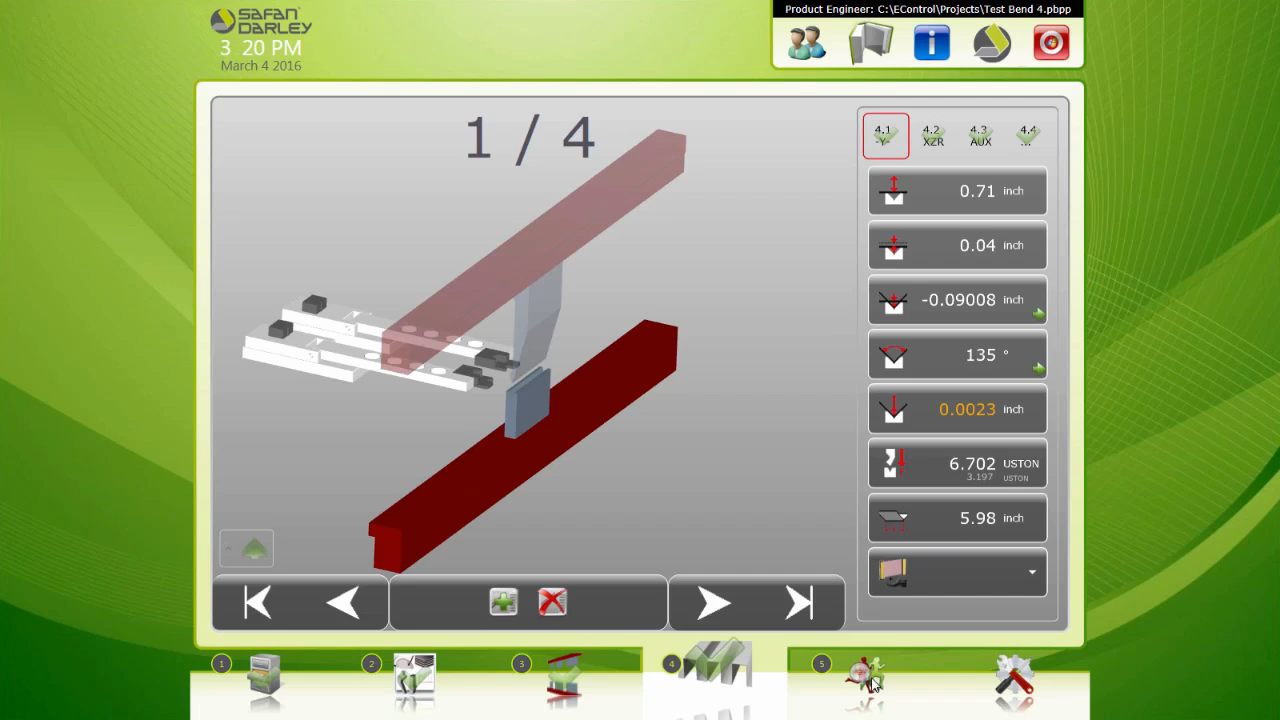 Product Engineer: C:\EControl\Projects\Test Bend 4.pbpp
SAFAN
DARLEY
3 20 PM
March 4 2016
1 / 4
4.1
-Y-
4.2
XZR
4.3
AUX
4.4
...
0.71 inch
0.04 inch
-0.09008 inch
135 °
0.0023 inch
6.702 USTON
3.197 USTON
5.98 inch
1
2
3
4
5